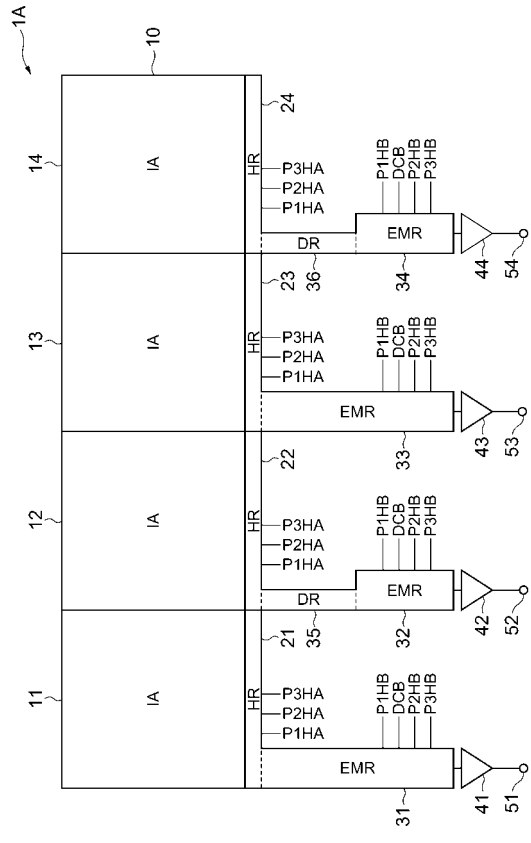 1A
10
14
IA
HR
24
P3HA
P2HA
P1HA
DR
36
EMR
34
P1HB
DCB
P2HB
P3HB
44
54
13
IA
HR
23
P3HA
P2HA
P1HA
EMR
33
P1HB
DCB
P2HB
P3HB
43
53
12
IA
HR
22
P3HA
P2HA
P1HA
DR
35
EMR
32
P1HB
DCB
P2HB
P3HB
42
52
11
IA
HR
21
P3HA
P2HA
P1HA
EMR
31
P1HB
DCB
P2HB
P3HB
41
51